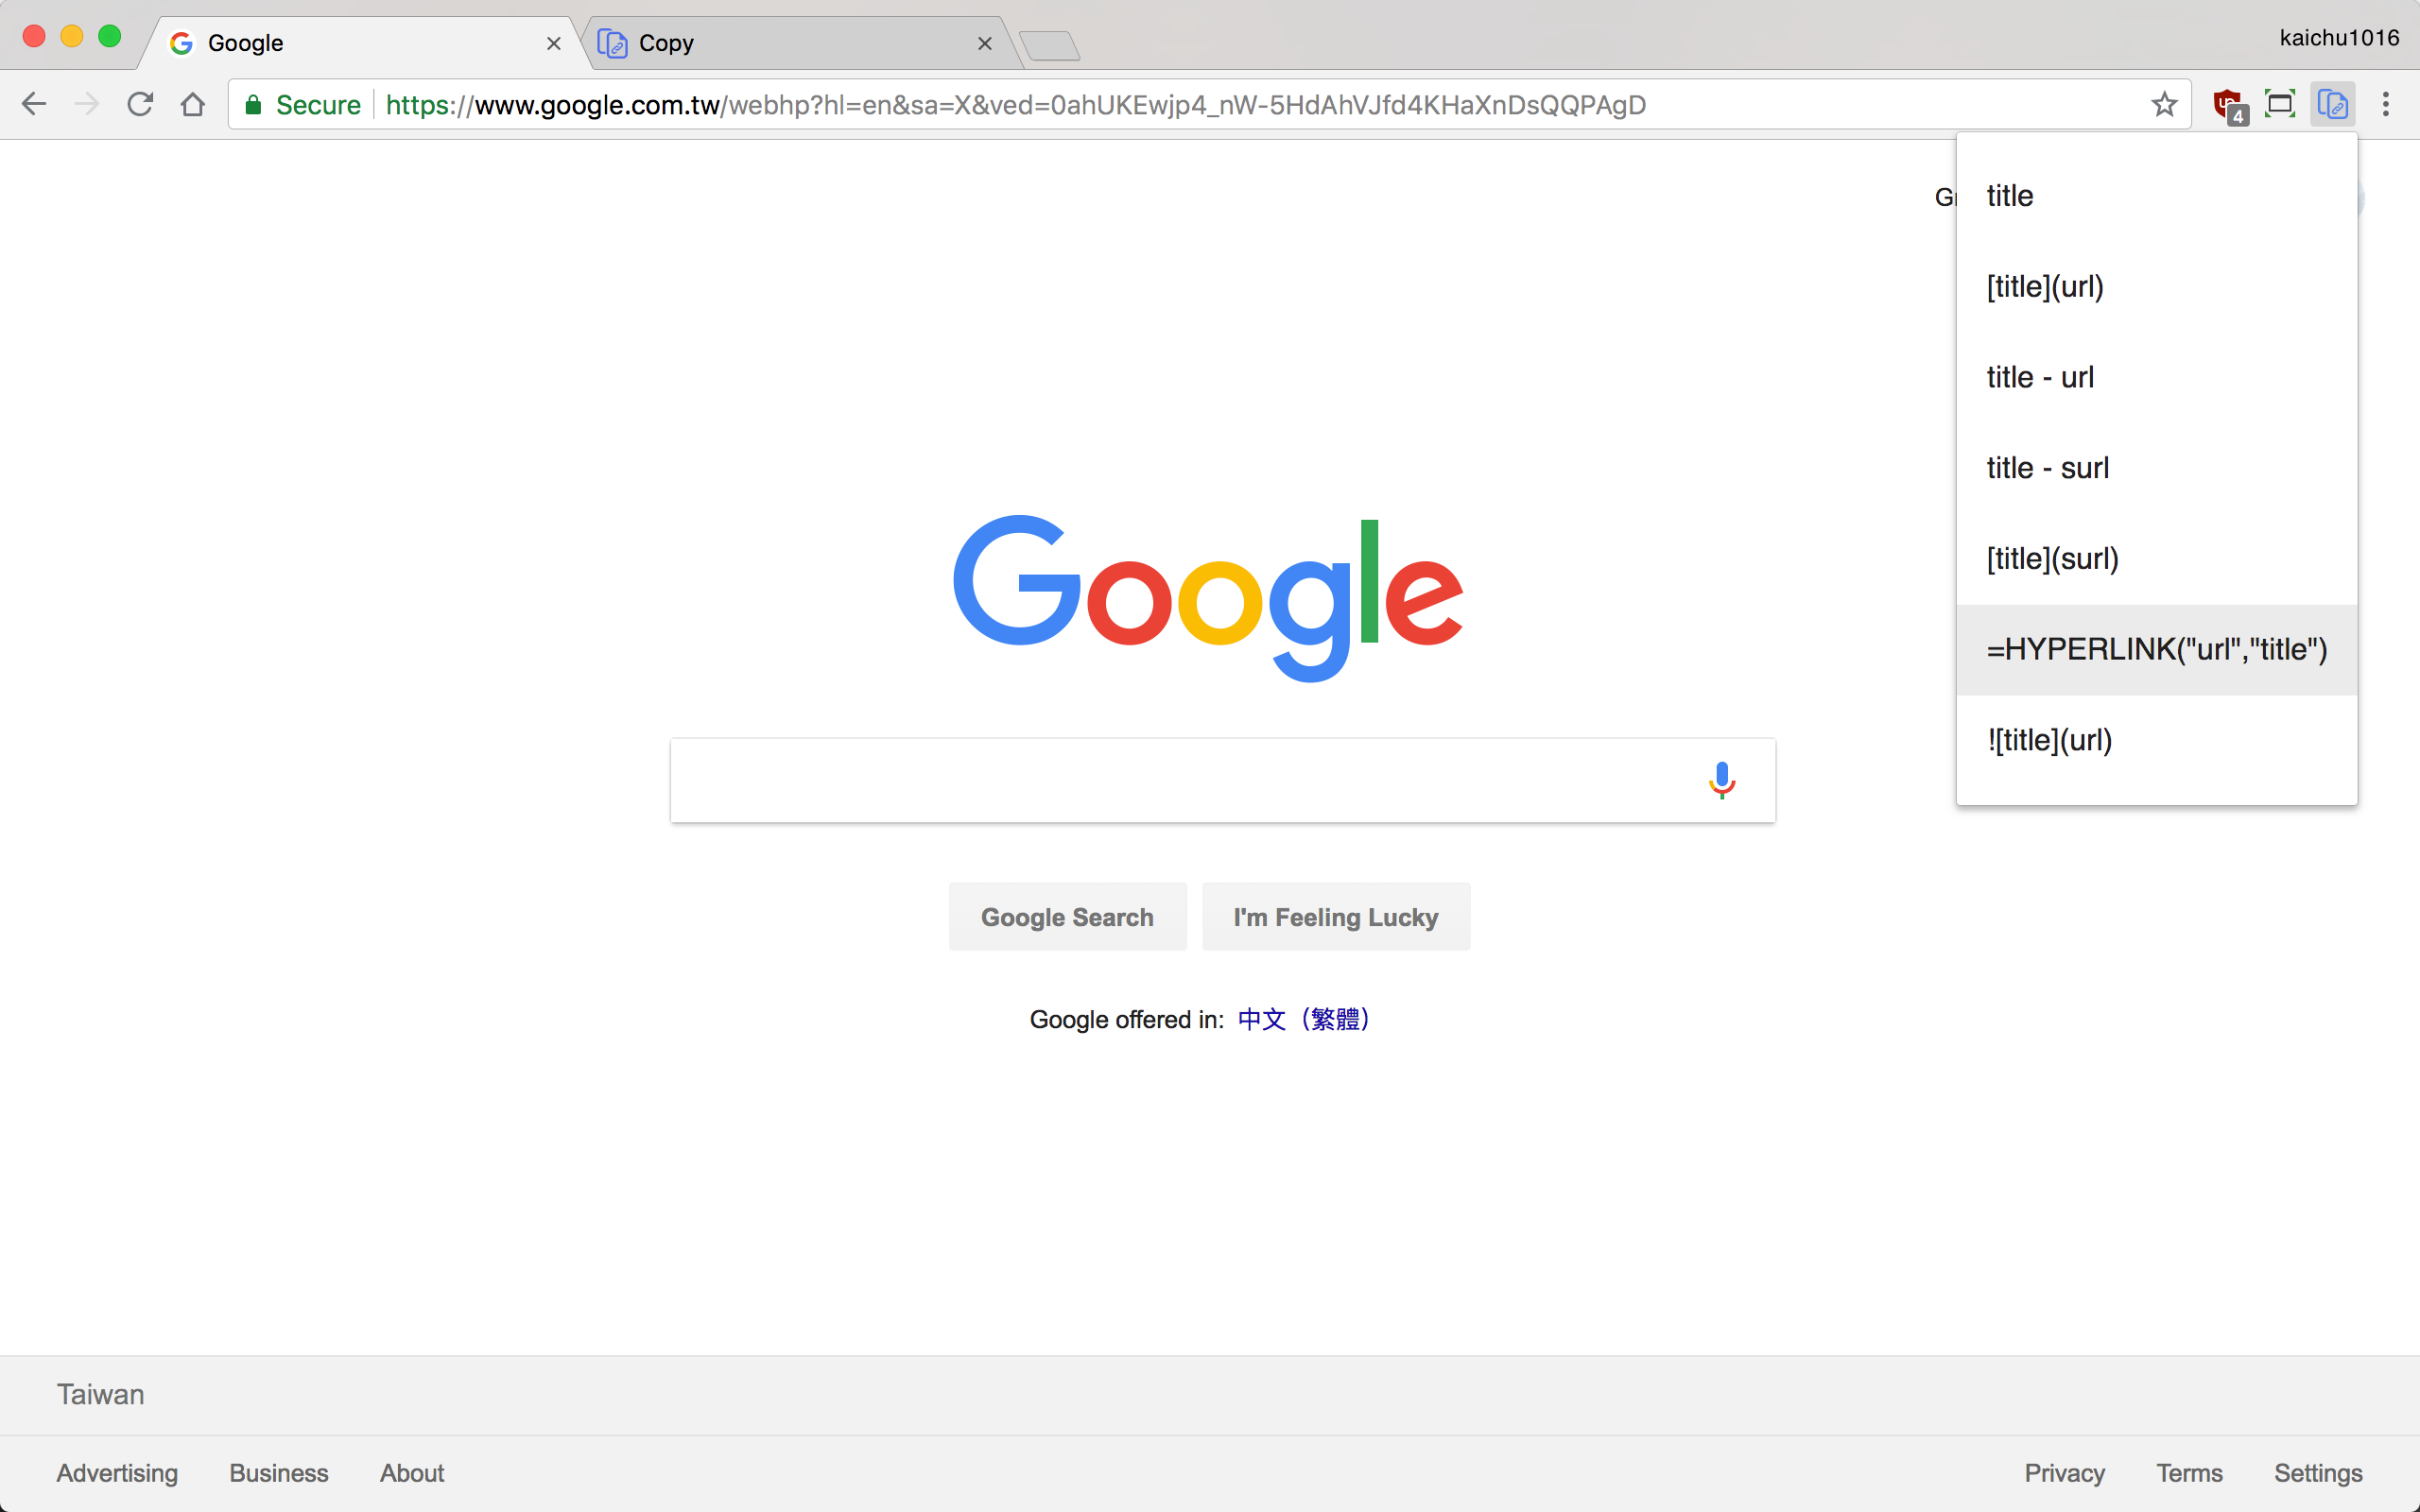 Google
Copy
kaichu1016
Secure
https://www.google.com.tw/webhp?hl=en&sa=X&ved=0ahUKEwjp4_nW-5HdAhVJfd4KHaXnDsQQPAgD
4
title
[title](url)
title - url
title - surl
[title](surl)
=HYPERLINK("url","title")
![title](url)
Google
Google Search
I'm Feeling Lucky
Google offered in: 中文（繁體）
Taiwan
Advertising Business About
Privacy Terms Settings